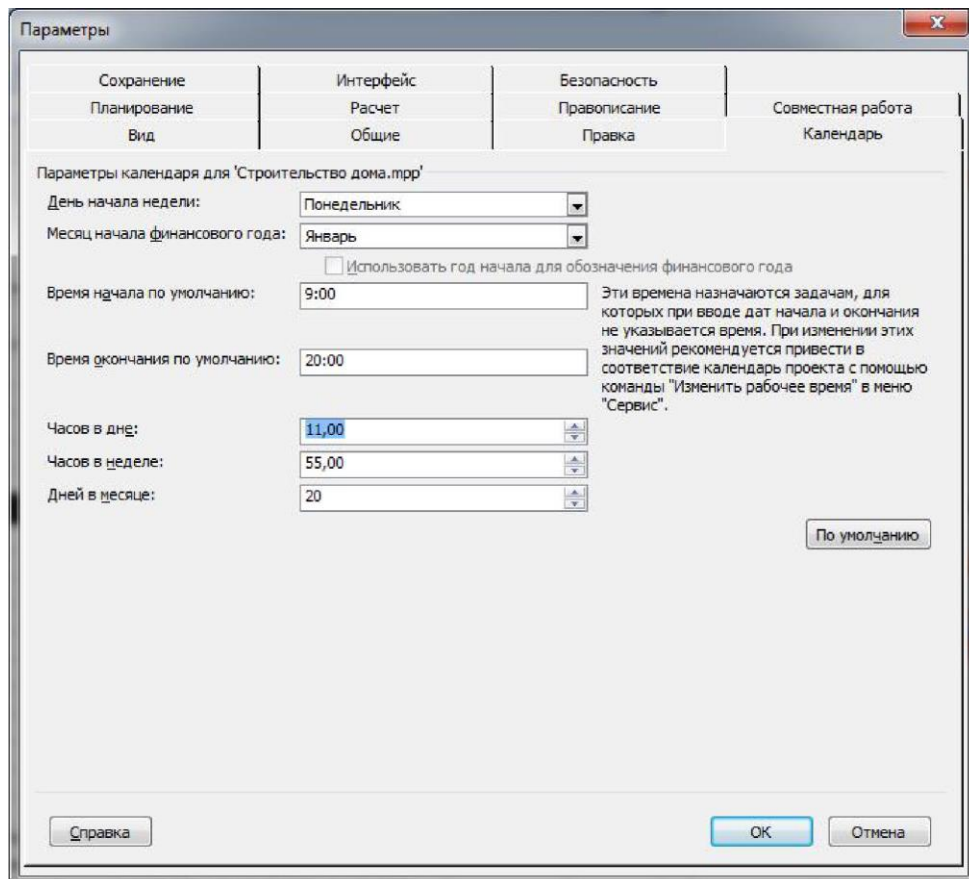 Параметры
Сохранение Интерфейс Безопасность
Планирование Расчет Правописание Совместная работа
Вид Общие Правка Календарь
Параметры календаря для 'Строительство дома.mpp'
День начала недели: Понедельник
Месяц начала финансового года: Январь
Использовать год начала для обозначения финансового года
Время начала по умолчанию: 9:00
Эти времена назначаются задачам, для
которых при вводе дат начала и окончания
не указывается время. При изменении этих
значений рекомендуется привести в
соответствие календарь проекта с помощью
команды "Изменить рабочее время" в меню
"Сервис".
Время окончания по умолчанию: 20:00
Часов в дне: 11,00
Часов в неделе: 55,00
Дней в месяце: 20
По умолчанию
Справка ОК Отмена